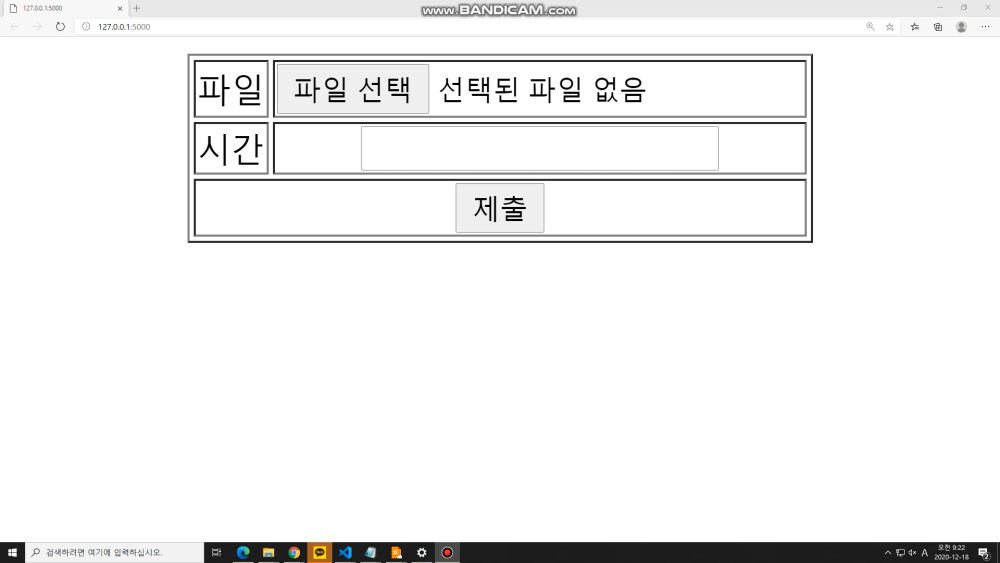 127.0.0.1:5000
www.BANDICAM.com
127.0.0.1:5000
파일
파일 선택
선택된 파일 없음
시간
제출
검색하려면 여기에 입력하십시오.
A
오전 9:22
2020-12-18
2